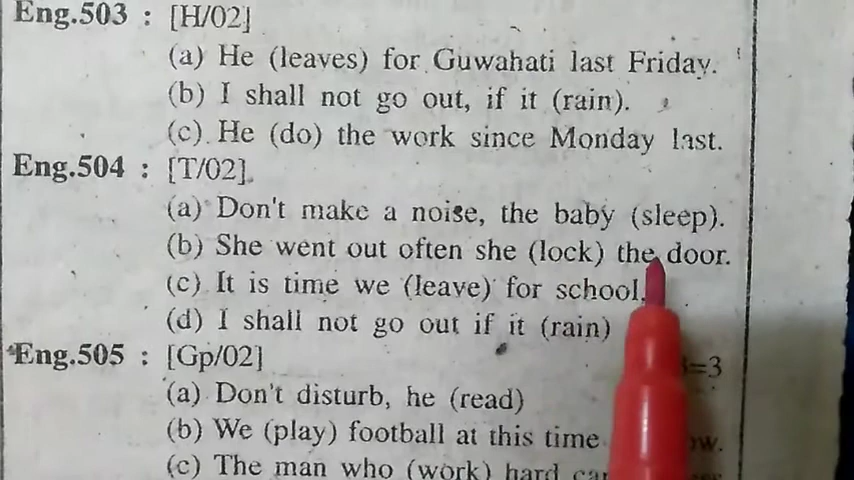 Eng.503 : [H/02]
(a) He (leaves) for Guwahati last Friday.
(b) I shall not go out, if it (rain).
(c) He (do) the work since Monday last.
Eng.504 : [T/02]
(a) Don't make a noise, the baby (sleep).
(b) She went out often she (lock) the door.
(c) It is time we (leave) for school.
(d) I shall not go out if it (rain)
Eng.505 : [Gp/02] =3
(a) Don't disturb, he (read)
(b) We (play) football at this time
(c) The man who (work) hard